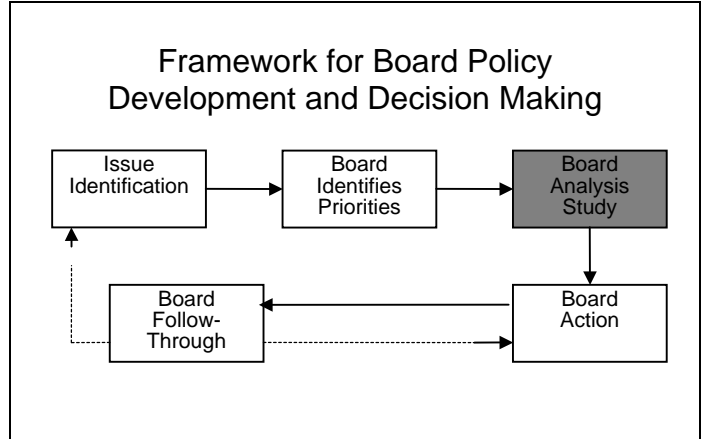 Framework for Board Policy
Development and Decision Making
Issue
Identification
Board
Identifies
Priorities
Board
Analysis
Study
Board
Follow-
Through
Board
Action